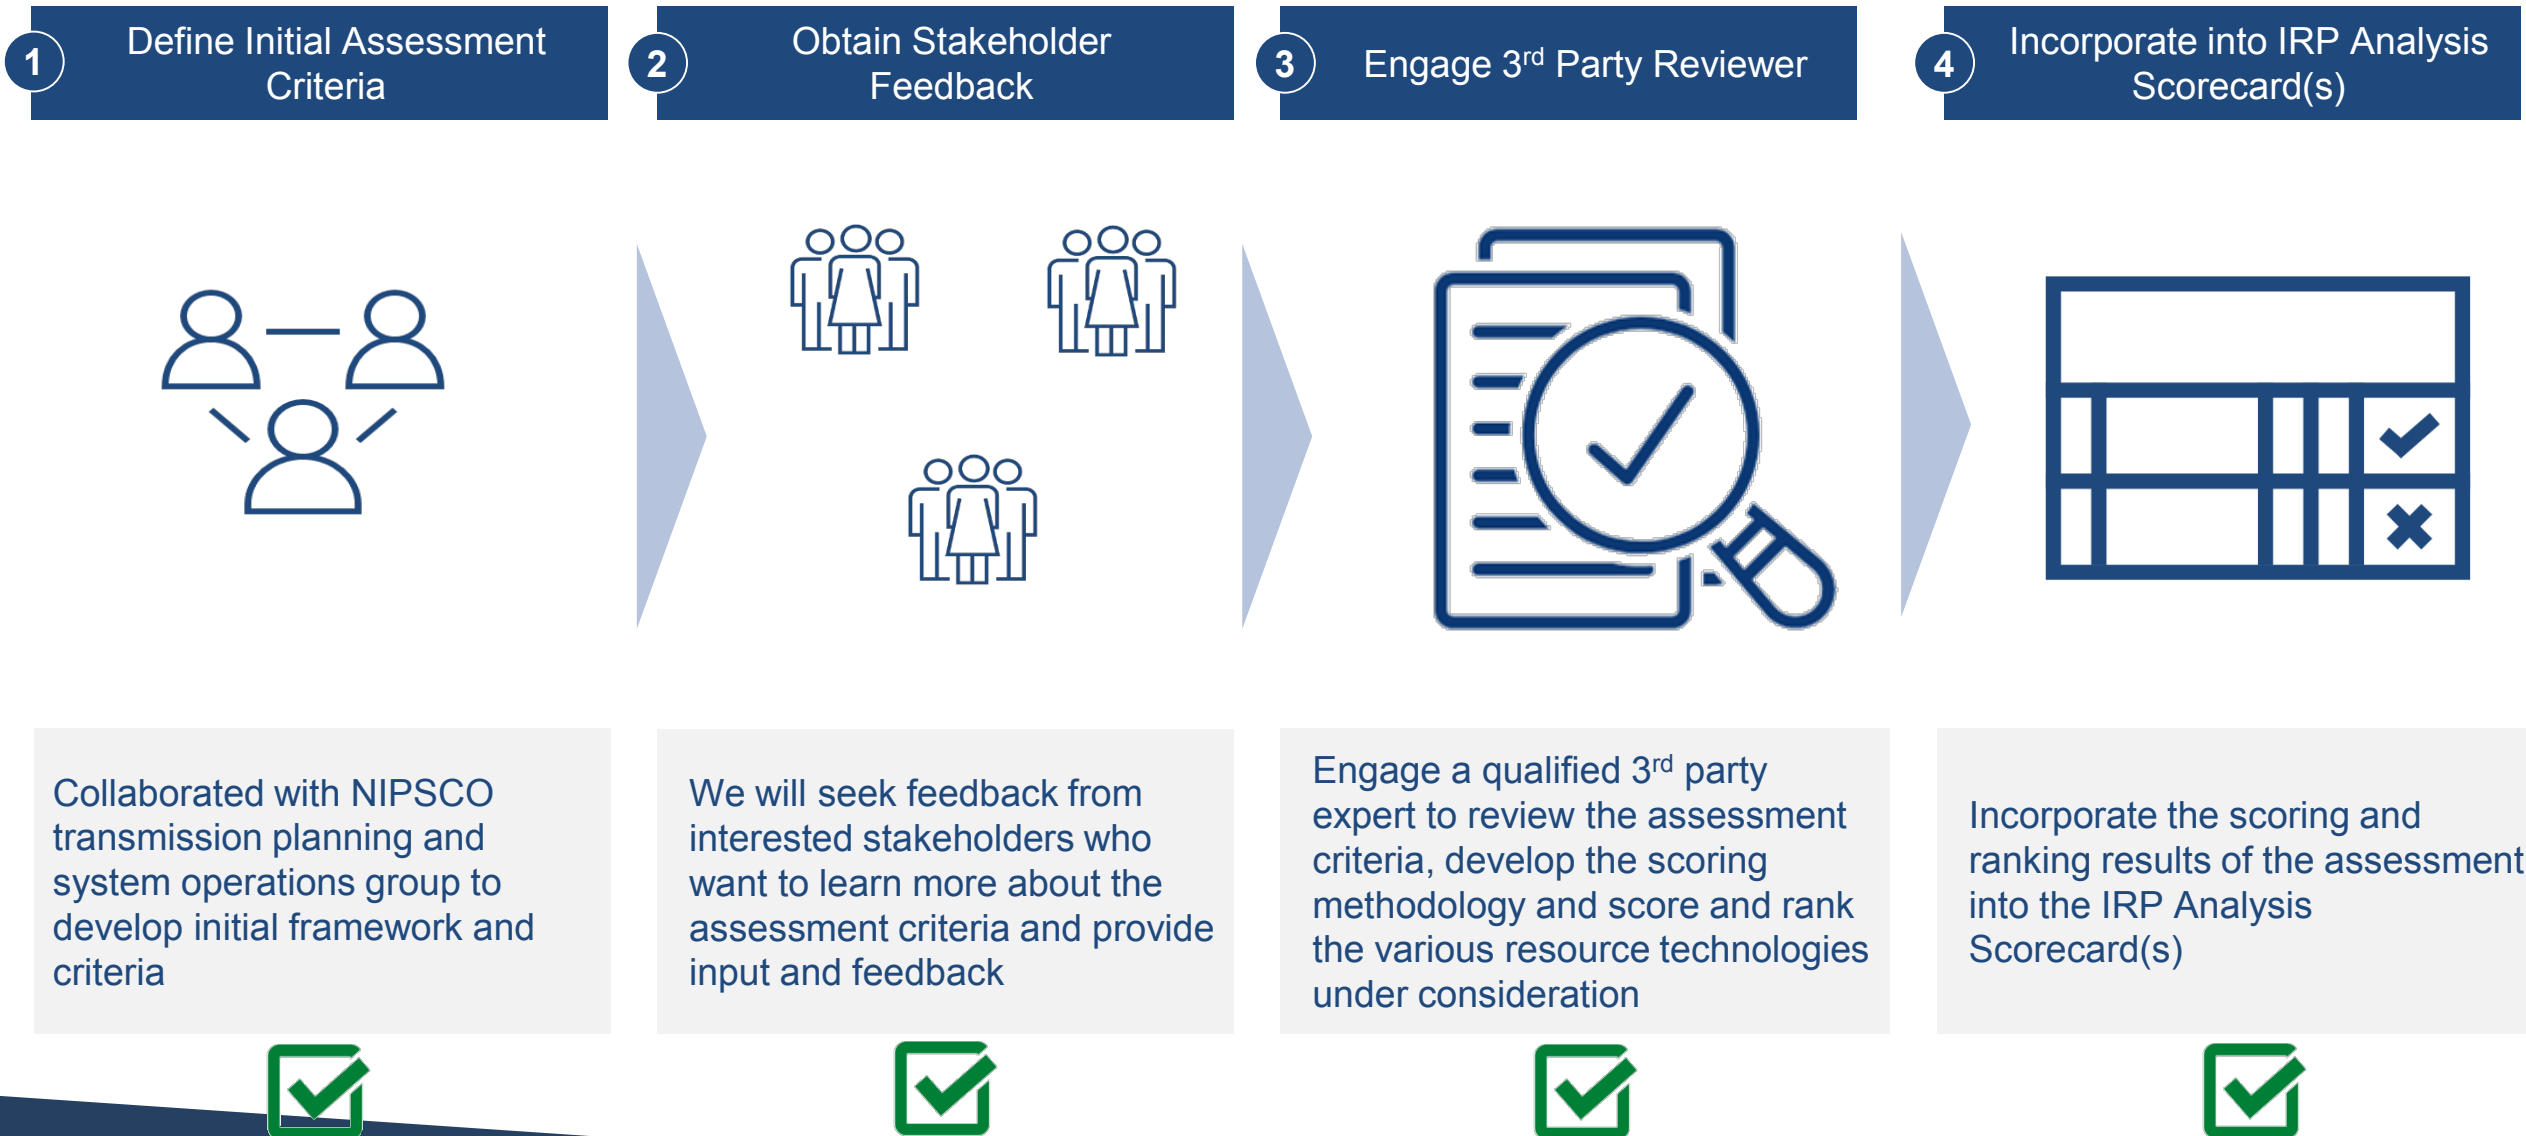 1
Define Initial Assessment
Criteria
2
Obtain Stakeholder
Feedback
3
Engage 3rd Party Reviewer
4
Incorporate into IRP Analysis
Scorecard(s)
Collaborated with NIPSCO
transmission planning and
system operations group to
develop initial framework and
criteria
We will seek feedback from
interested stakeholders who
want to learn more about the
assessment criteria and provide
input and feedback
Engage a qualified 3rd party
expert to review the assessment
criteria, develop the scoring
methodology and score and rank
the various resource technologies
under consideration
Incorporate the scoring and
ranking results of the assessment
into the IRP Analysis
Scorecard(s)